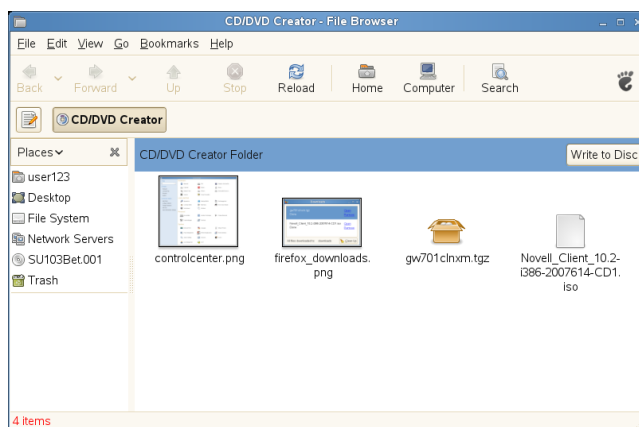 CD/DVD Creator - File Browser
File Edit View Go Bookmarks Help
Back Forward Up Stop Reload Home Computer Search
CD/DVD Creator
Places
CD/DVD Creator Folder
Write to Disc
user123
Desktop
File System
Network Servers
SU103Bet.001
Trash
controlcenter.png
firefox_downloads.
png
gw701clnxm.tgz
Novell_Client_10.2-
i386-2007614-CD1.
iso
4 items